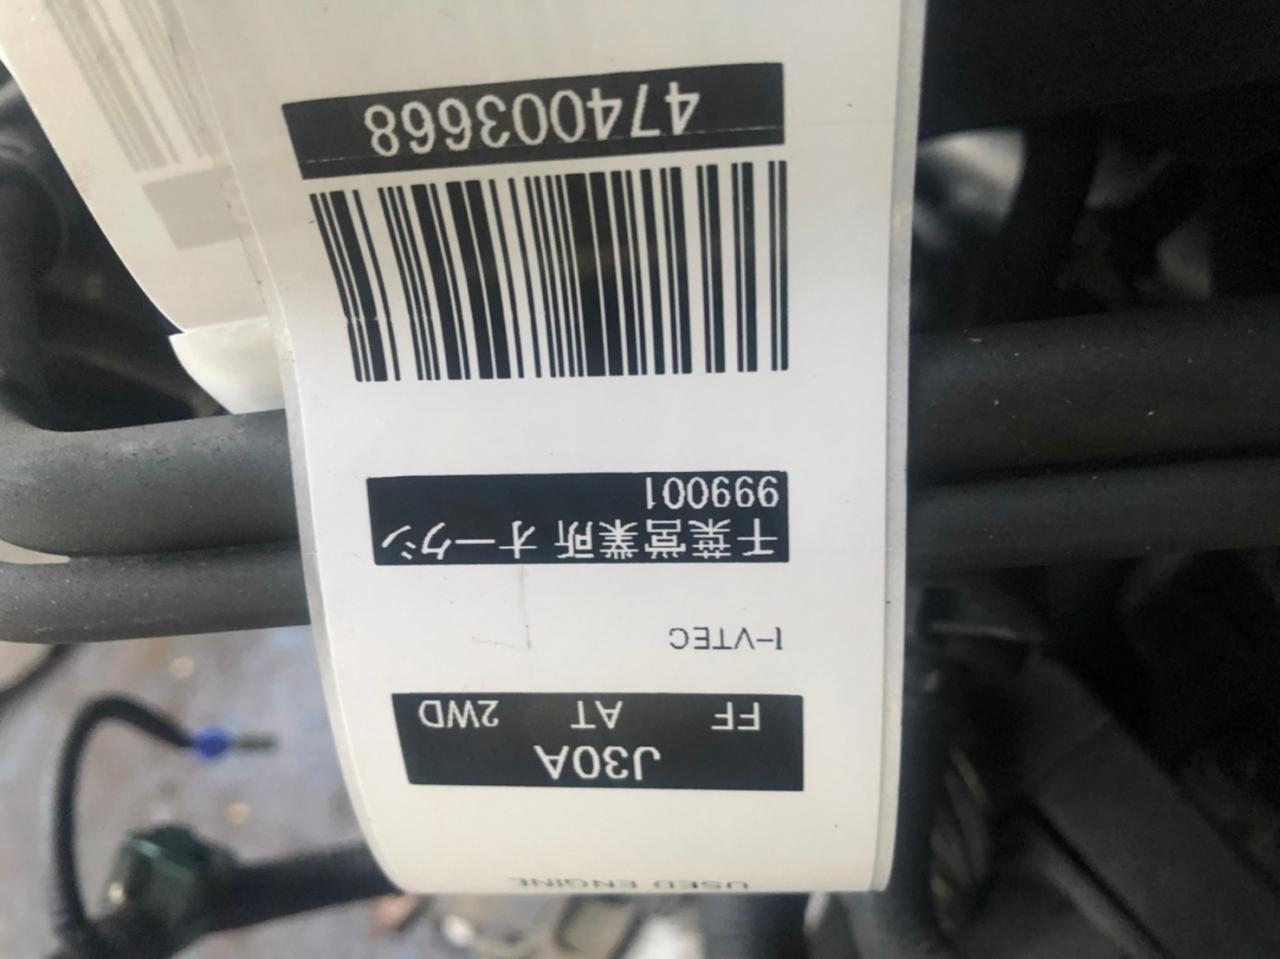 USED ENGINE
J30A
FF AT 2WD
I-VTEC
千葉営業所 オークシ
999001
474003668